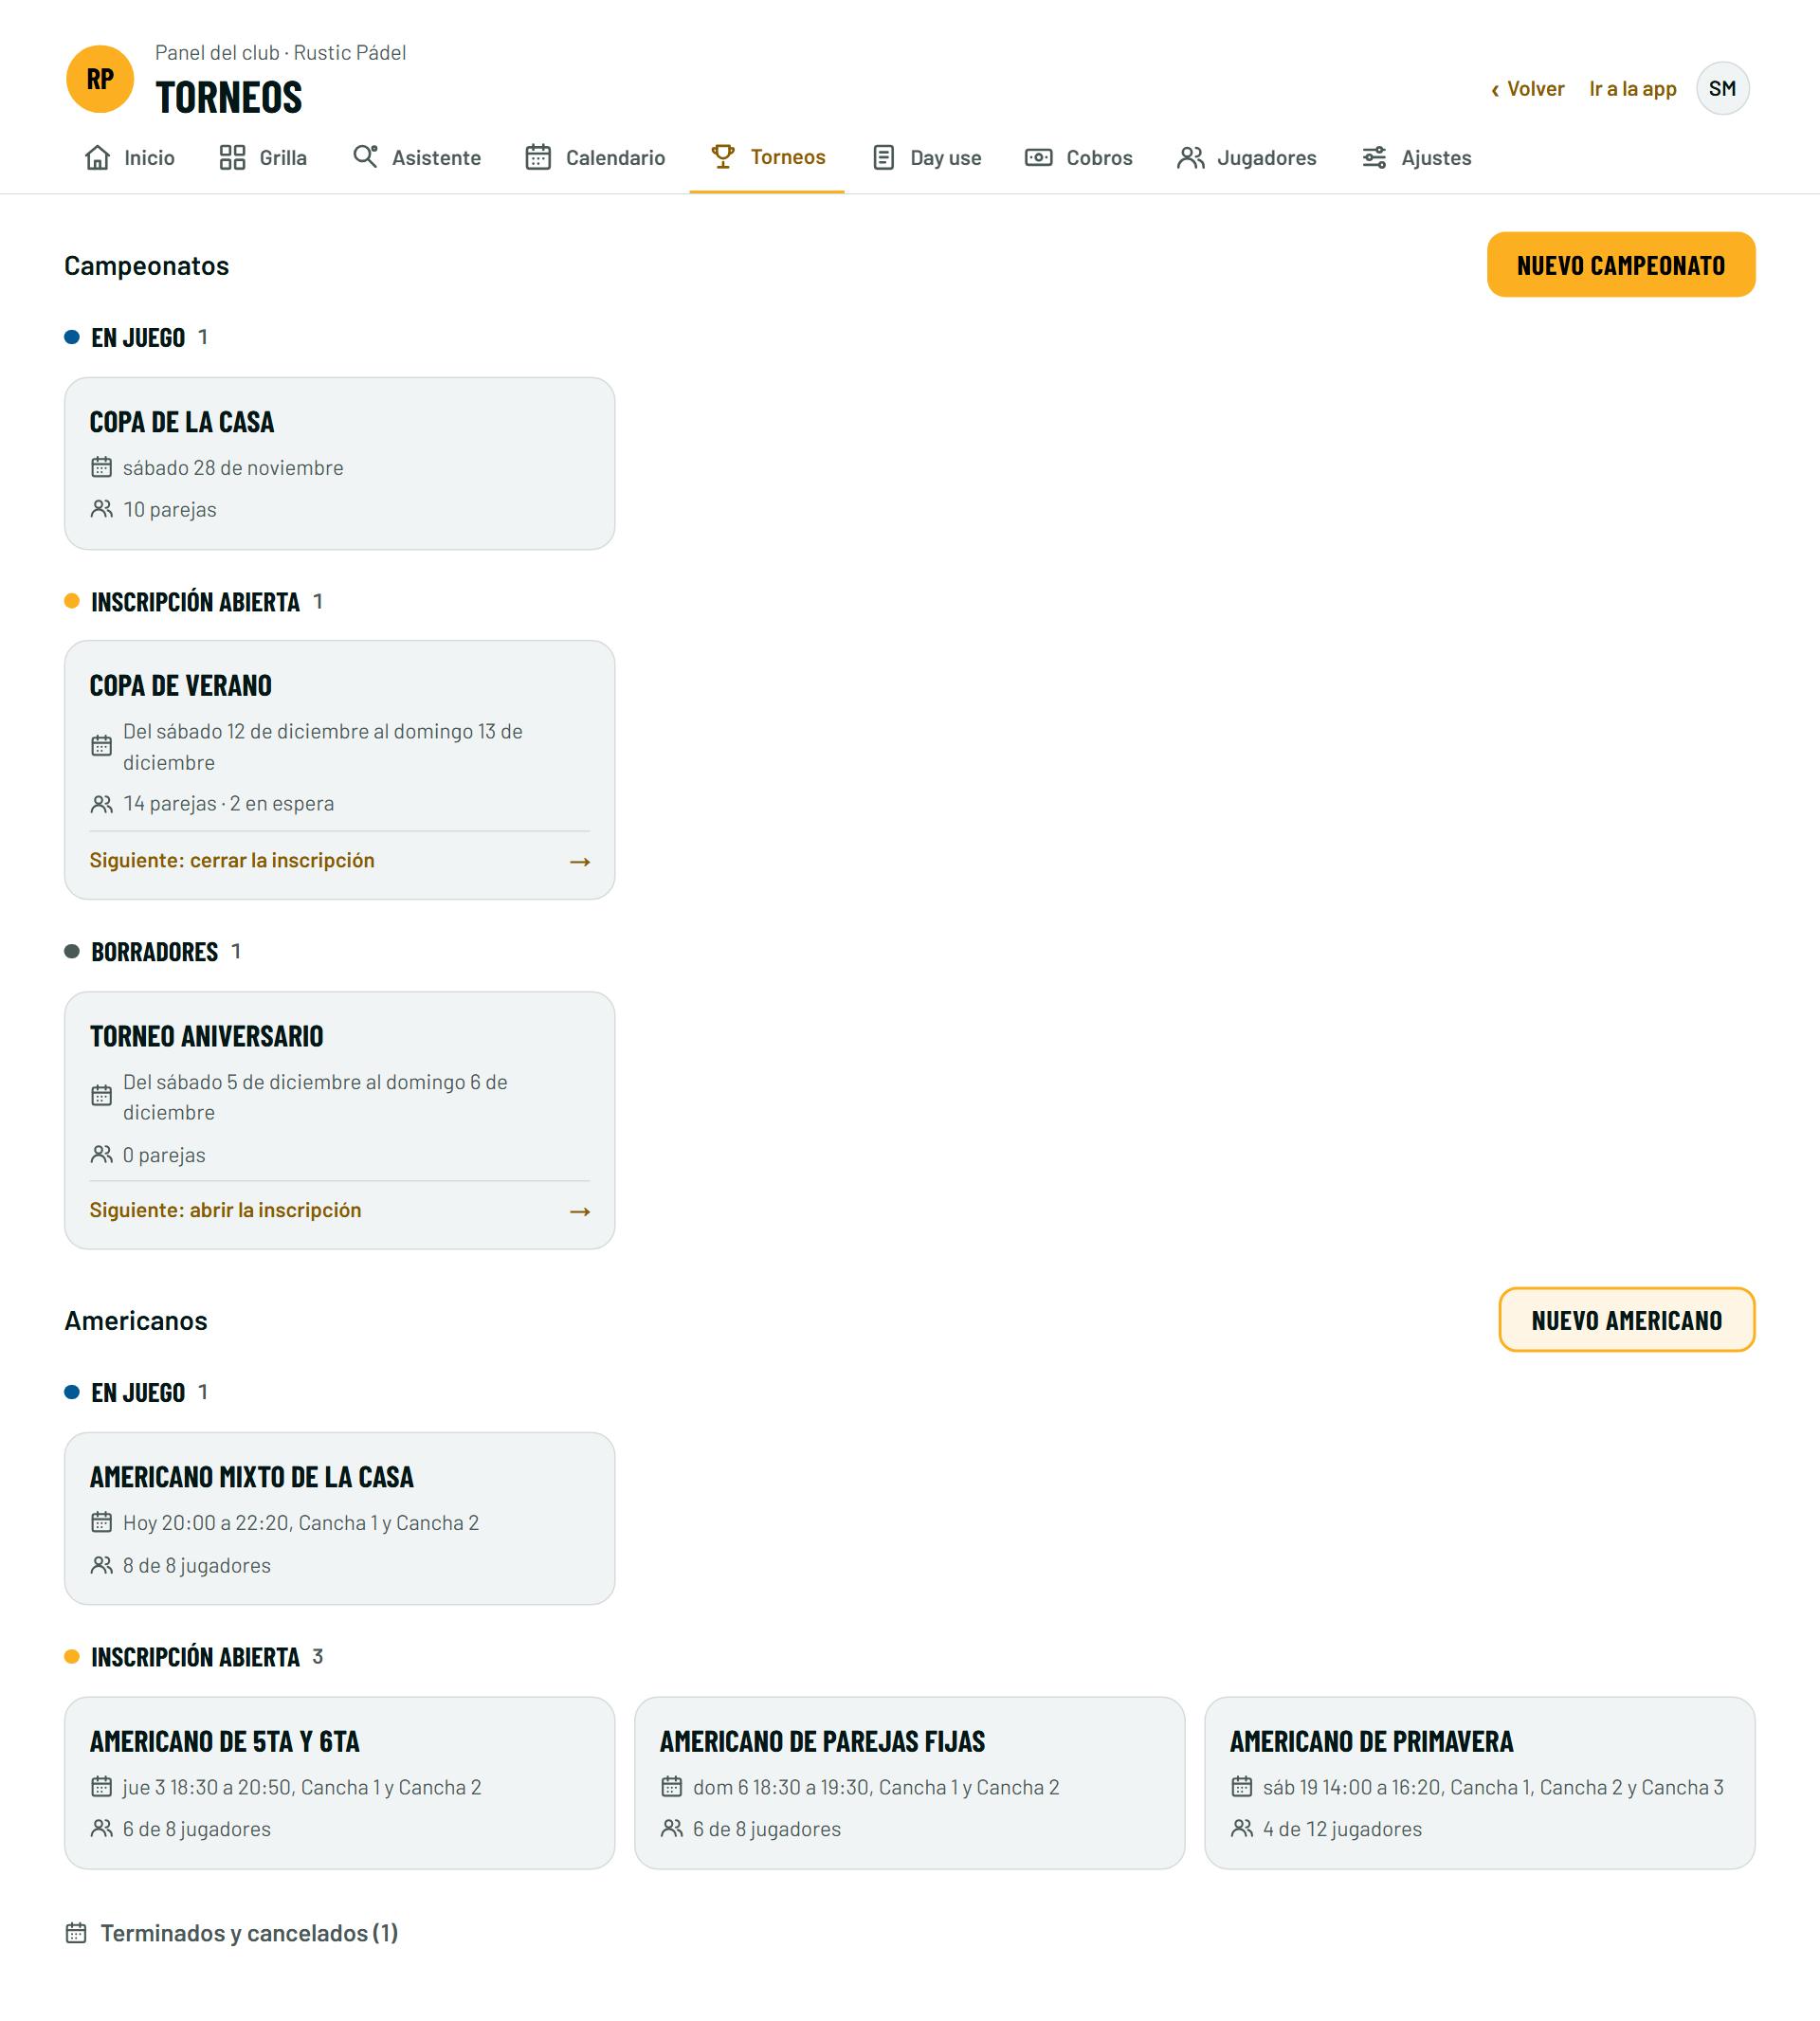 RP
Panel del club · Rustic Pádel
TORNEOS
‹ Volver
Ir a la app
SM
Inicio
Grilla
Asistente
Calendario
Torneos
Day use
Cobros
Jugadores
Ajustes
Campeonatos
NUEVO CAMPEONATO
EN JUEGO 1
COPA DE LA CASA
sábado 28 de noviembre
10 parejas
INSCRIPCIÓN ABIERTA 1
COPA DE VERANO
Del sábado 12 de diciembre al domingo 13 de
diciembre
14 parejas · 2 en espera
Siguiente: cerrar la inscripción →
BORRADORES 1
TORNEO ANIVERSARIO
Del sábado 5 de diciembre al domingo 6 de
diciembre
0 parejas
Siguiente: abrir la inscripción →
Americanos
NUEVO AMERICANO
EN JUEGO 1
AMERICANO MIXTO DE LA CASA
Hoy 20:00 a 22:20, Cancha 1 y Cancha 2
8 de 8 jugadores
INSCRIPCIÓN ABIERTA 3
AMERICANO DE 5TA Y 6TA
jue 3 18:30 a 20:50, Cancha 1 y Cancha 2
6 de 8 jugadores
AMERICANO DE PAREJAS FIJAS
dom 6 18:30 a 19:30, Cancha 1 y Cancha 2
6 de 8 jugadores
AMERICANO DE PRIMAVERA
sáb 19 14:00 a 16:20, Cancha 1, Cancha 2 y Cancha 3
4 de 12 jugadores
Terminados y cancelados (1)